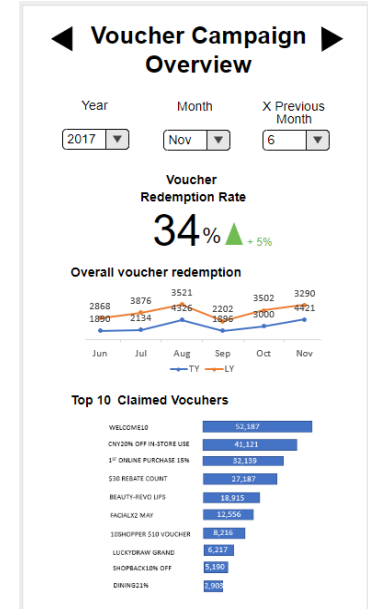 Voucher Campaign
Overview
Year
Month
X Previous
Month
2017
Nov
6
Voucher
Redemption Rate
34% + 5%
Overall voucher redemption
2868 3876 3521 2202 3502 3290
1890 2134 4326 1896 3000 4421
Jun Jul Aug Sep Oct Nov
TY LY
Top 10 Claimed Vocuhers
WELCOME10 52,187
CNY20% OFF IN-STORE USE 41,121
1ST ONLINE PURCHASE 15% 32,139
$30 REBATE COUNT 27,187
BEAUTY-REVO LIPS 18,915
FACIALX2 MAY 12,556
10SHOPPER $10 VOUCHER 8,216
LUCKYDRAW GRAND 6,217
SHOPBACK10% OFF 5,190
DINING21% 2,903